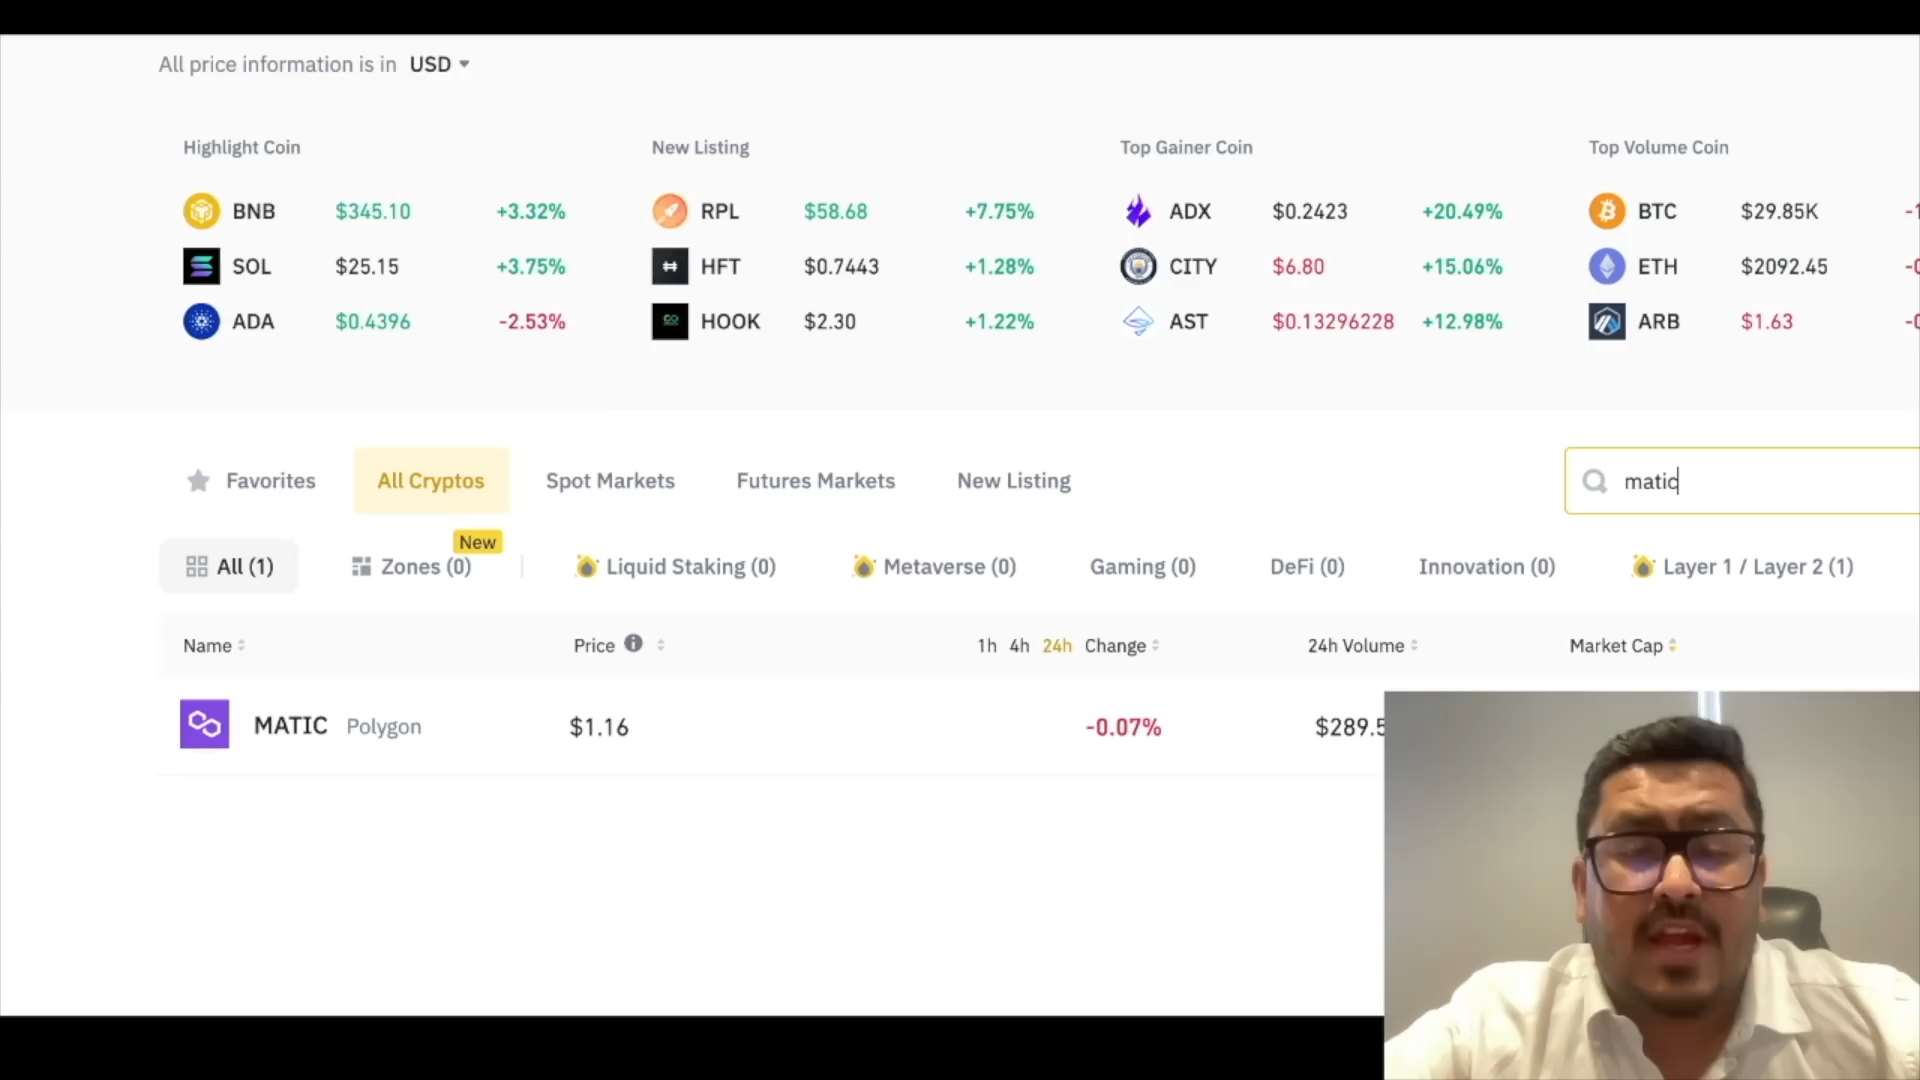 All price information is in USD
Highlight Coin New Listing Top Gainer Coin Top Volume Coin
BNB $345.10 +3.32% RPL $58.68 +7.75% ADX $0.2423 +20.49% BTC $29.85K
SOL $25.15 +3.75% HFT $0.7443 +1.28% CITY $6.80 +15.06% ETH $2092.45
ADA $0.4396 -2.53% HOOK $2.30 +1.22% AST $0.13296228 +12.98% ARB $1.63
Favorites All Cryptos Spot Markets Futures Markets New Listing matic
New
All (1) Zones (0) Liquid Staking (0) Metaverse (0) Gaming (0) DeFi (0) Innovation (0) Layer 1 / Layer 2 (1)
Name Price 1h 4h 24h Change 24h Volume Market Cap
MATIC Polygon $1.16 -0.07% $289.5